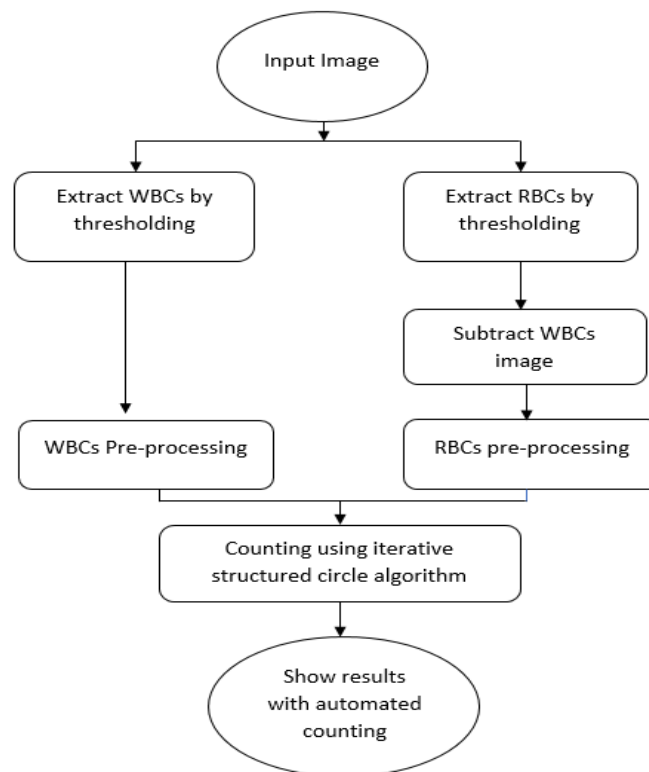 Input Image
Extract WBCs by
thresholding
Extract RBCs by
thresholding
Subtract WBCs
image
WBCs Pre-processing
RBCs pre-processing
Counting using iterative
structured circle algorithm
Show results
with automated
counting